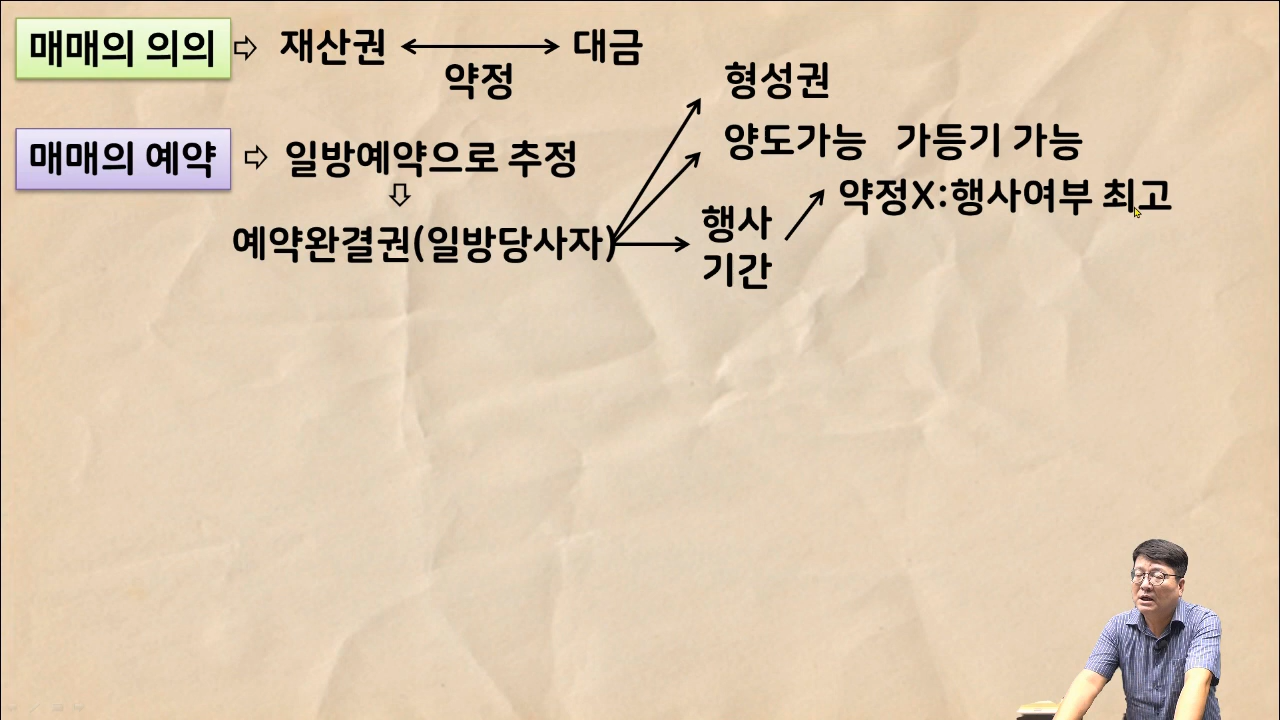 매매의 의의 ⇨ 재산권 ↔ 대금
약정
형성권
매매의 예약 ⇨ 일방예약으로 추정
양도가능 가등기 가능
약정X:행사여부 최고
예약완결권(일방당사자)
행사
기간